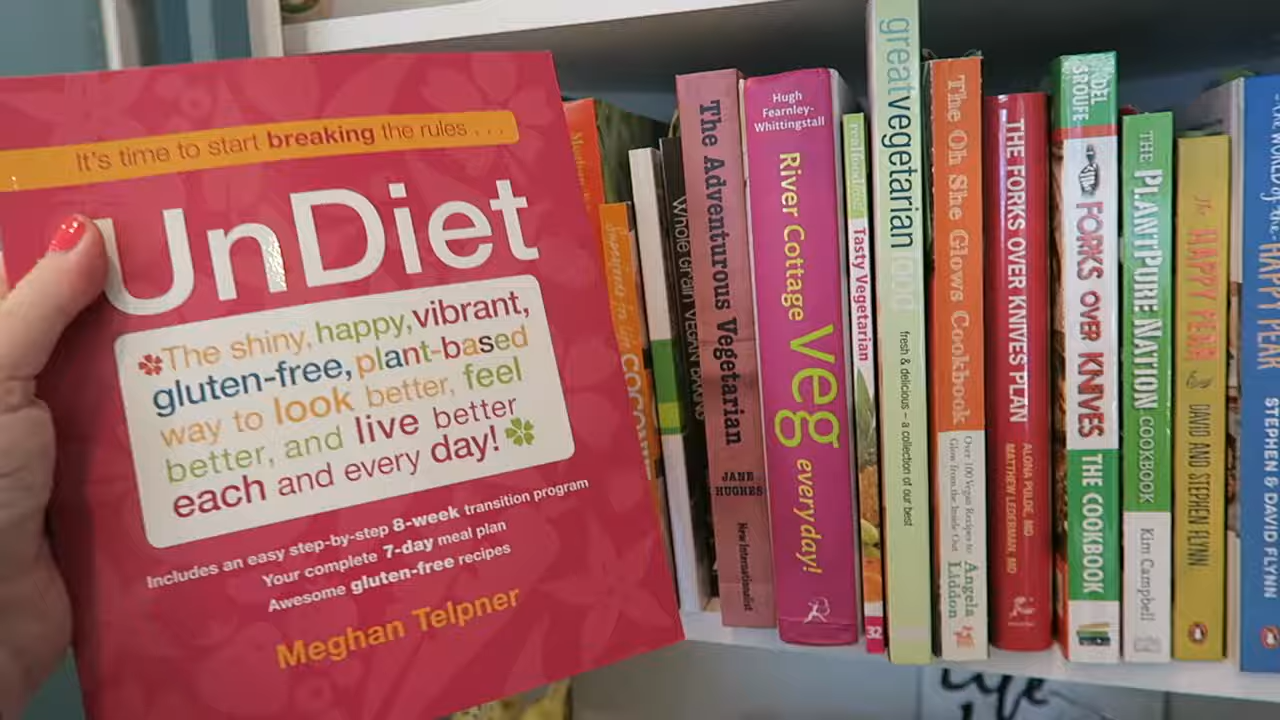 It's time to start breaking the rules . . .
UnDiet
The shiny, happy, vibrant,
gluten-free, plant-based
way to look better, feel
better, and live better
each and every day!
Includes an easy step-by-step 8-week transition program
Your complete 7-day meal plan
Awesome gluten-free recipes
Meghan Telpner
Whole Grain VEGAN BAKING
The Adventurous Vegetarian
JANE
HUGHES
New Internationalist
Hugh
Fearnley-
Whittingstall
River Cottage
Veg
everyday!
Tasty Vegetarian
32
greatvegetarianfood
fresh & delicious – a collection of our best
The Oh She Glows Cookbook
Over 100 Vegan Recipes to
Glow from the Inside Out
Angela
Liddon
THE FORKS OVER KNIVES PLAN
ALONA PULDE, MD
MATTHEW LEDERMAN, MD
DEL
SROUFE
FORKS OVER KNIVES
THE COOKBOOK
THE PLANTPURE NATION COOKBOOK
Kim Campbell
The HAPPY PEAR
DAVID AND STEPHEN FLYNN
HAPPY PEAR
STEPHEN & DAVID FLYNN
Life